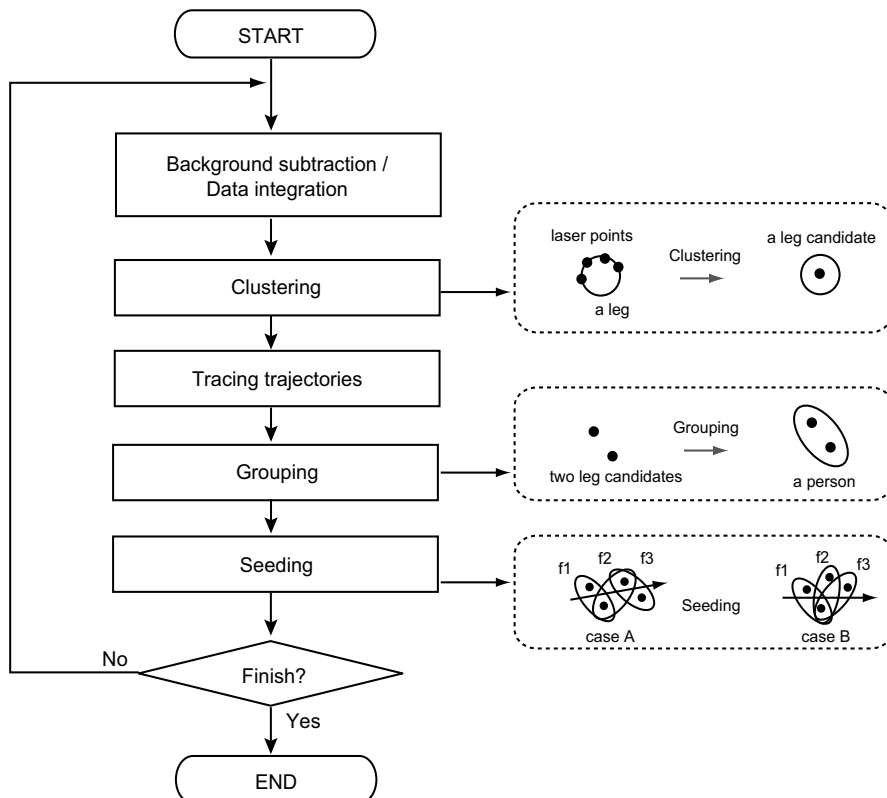 START
Background subtraction /
Data integration
Clustering
laser points
a leg
Clustering
a leg candidate
Tracing trajectories
Grouping
two leg candidates
Grouping
a person
Seeding
f1
f2
f3
case A
Seeding
f1
f2
f3
case B
Finish?
No
Yes
END